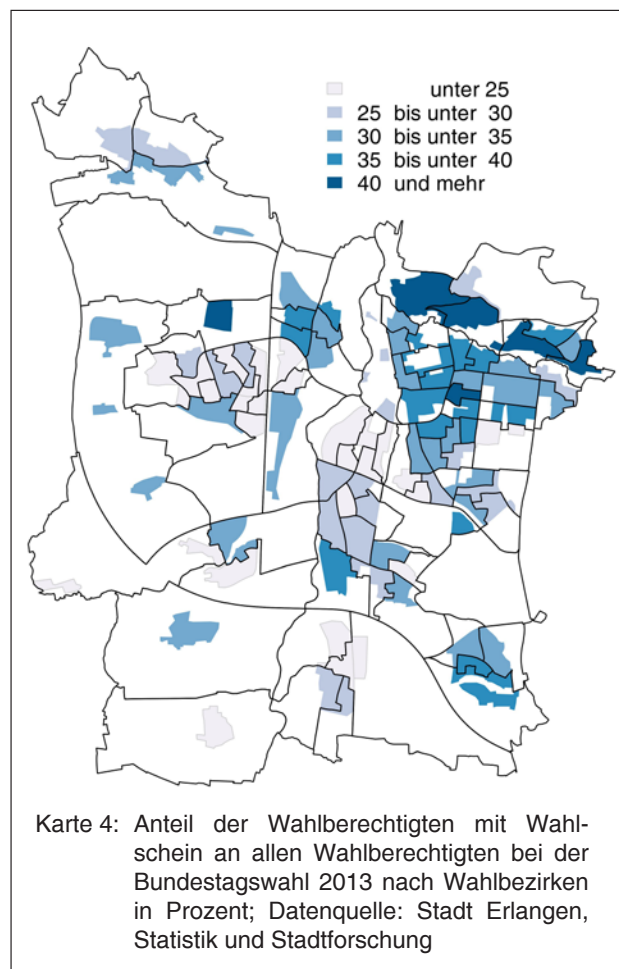 unter 25
25 bis unter 30
30 bis unter 35
35 bis unter 40
40 und mehr
Karte 4: Anteil der Wahlberechtigten mit Wahl-
schein an allen Wahlberechtigten bei der
Bundestagswahl 2013 nach Wahlbezirken
in Prozent; Datenquelle: Stadt Erlangen,
Statistik und Stadtforschung